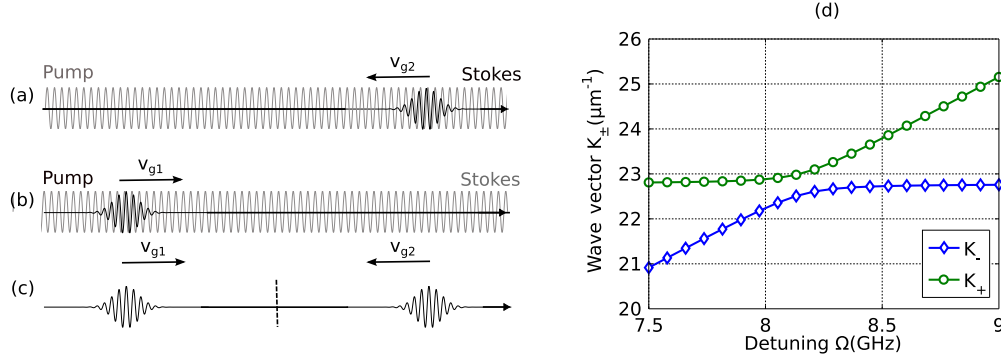 (a)
Pump
v_g2
Stokes
(b)
Pump
v_g1
Stokes
(c)
v_g1
v_g2
(d)
Wave vector K_±(μm⁻¹)
26
25
24
23
22
21
20
7.5
8
8.5
9
Detuning Ω(GHz)
K_-
K_+